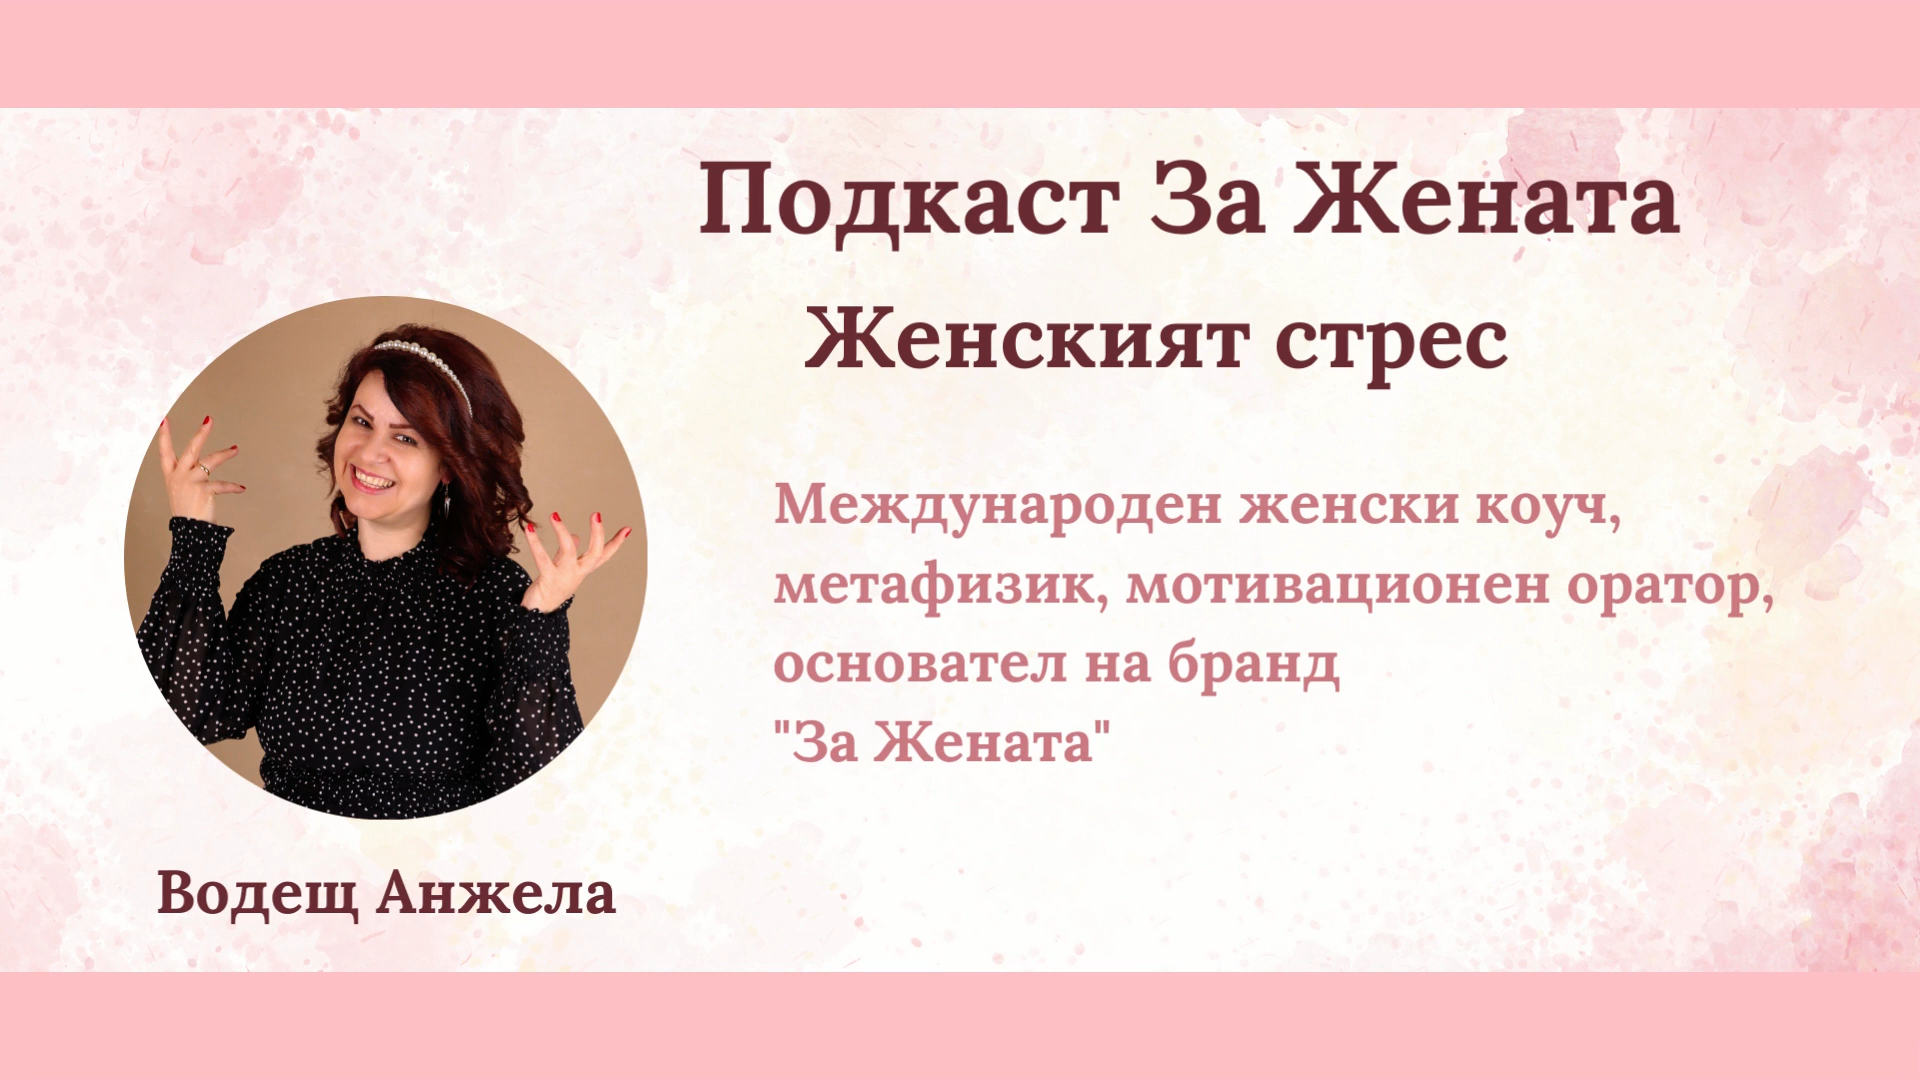 Подкаст За Жената
Женският стрес
Международен женски коуч,
метафизик, мотивационен оратор,
основател на бранд
"За Жената"
Водещ Анжела